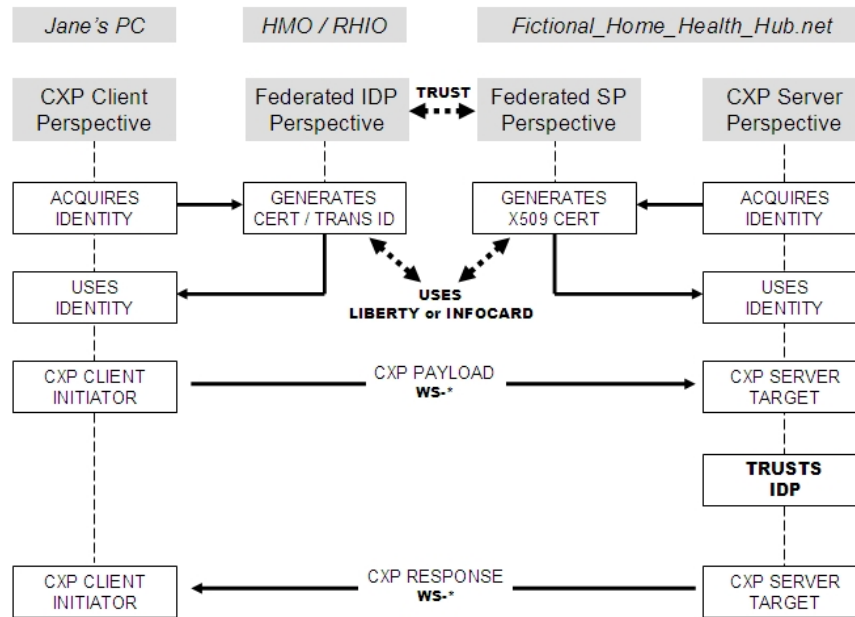 Jane's PC
HMO / RHIO
Fictional_Home_Health_Hub.net
CXP Client
Perspective
Federated IDP
Perspective
TRUST
Federated SP
Perspective
CXP Server
Perspective
ACQUIRES
IDENTITY
GENERATES
CERT / TRANS ID
GENERATES
X509 CERT
ACQUIRES
IDENTITY
USES
IDENTITY
USES
LIBERTY or INFOCARD
USES
IDENTITY
CXP CLIENT
INITIATOR
CXP PAYLOAD
WS-*
CXP SERVER
TARGET
TRUSTS
IDP
CXP CLIENT
INITIATOR
CXP RESPONSE
WS-*
CXP SERVER
TARGET